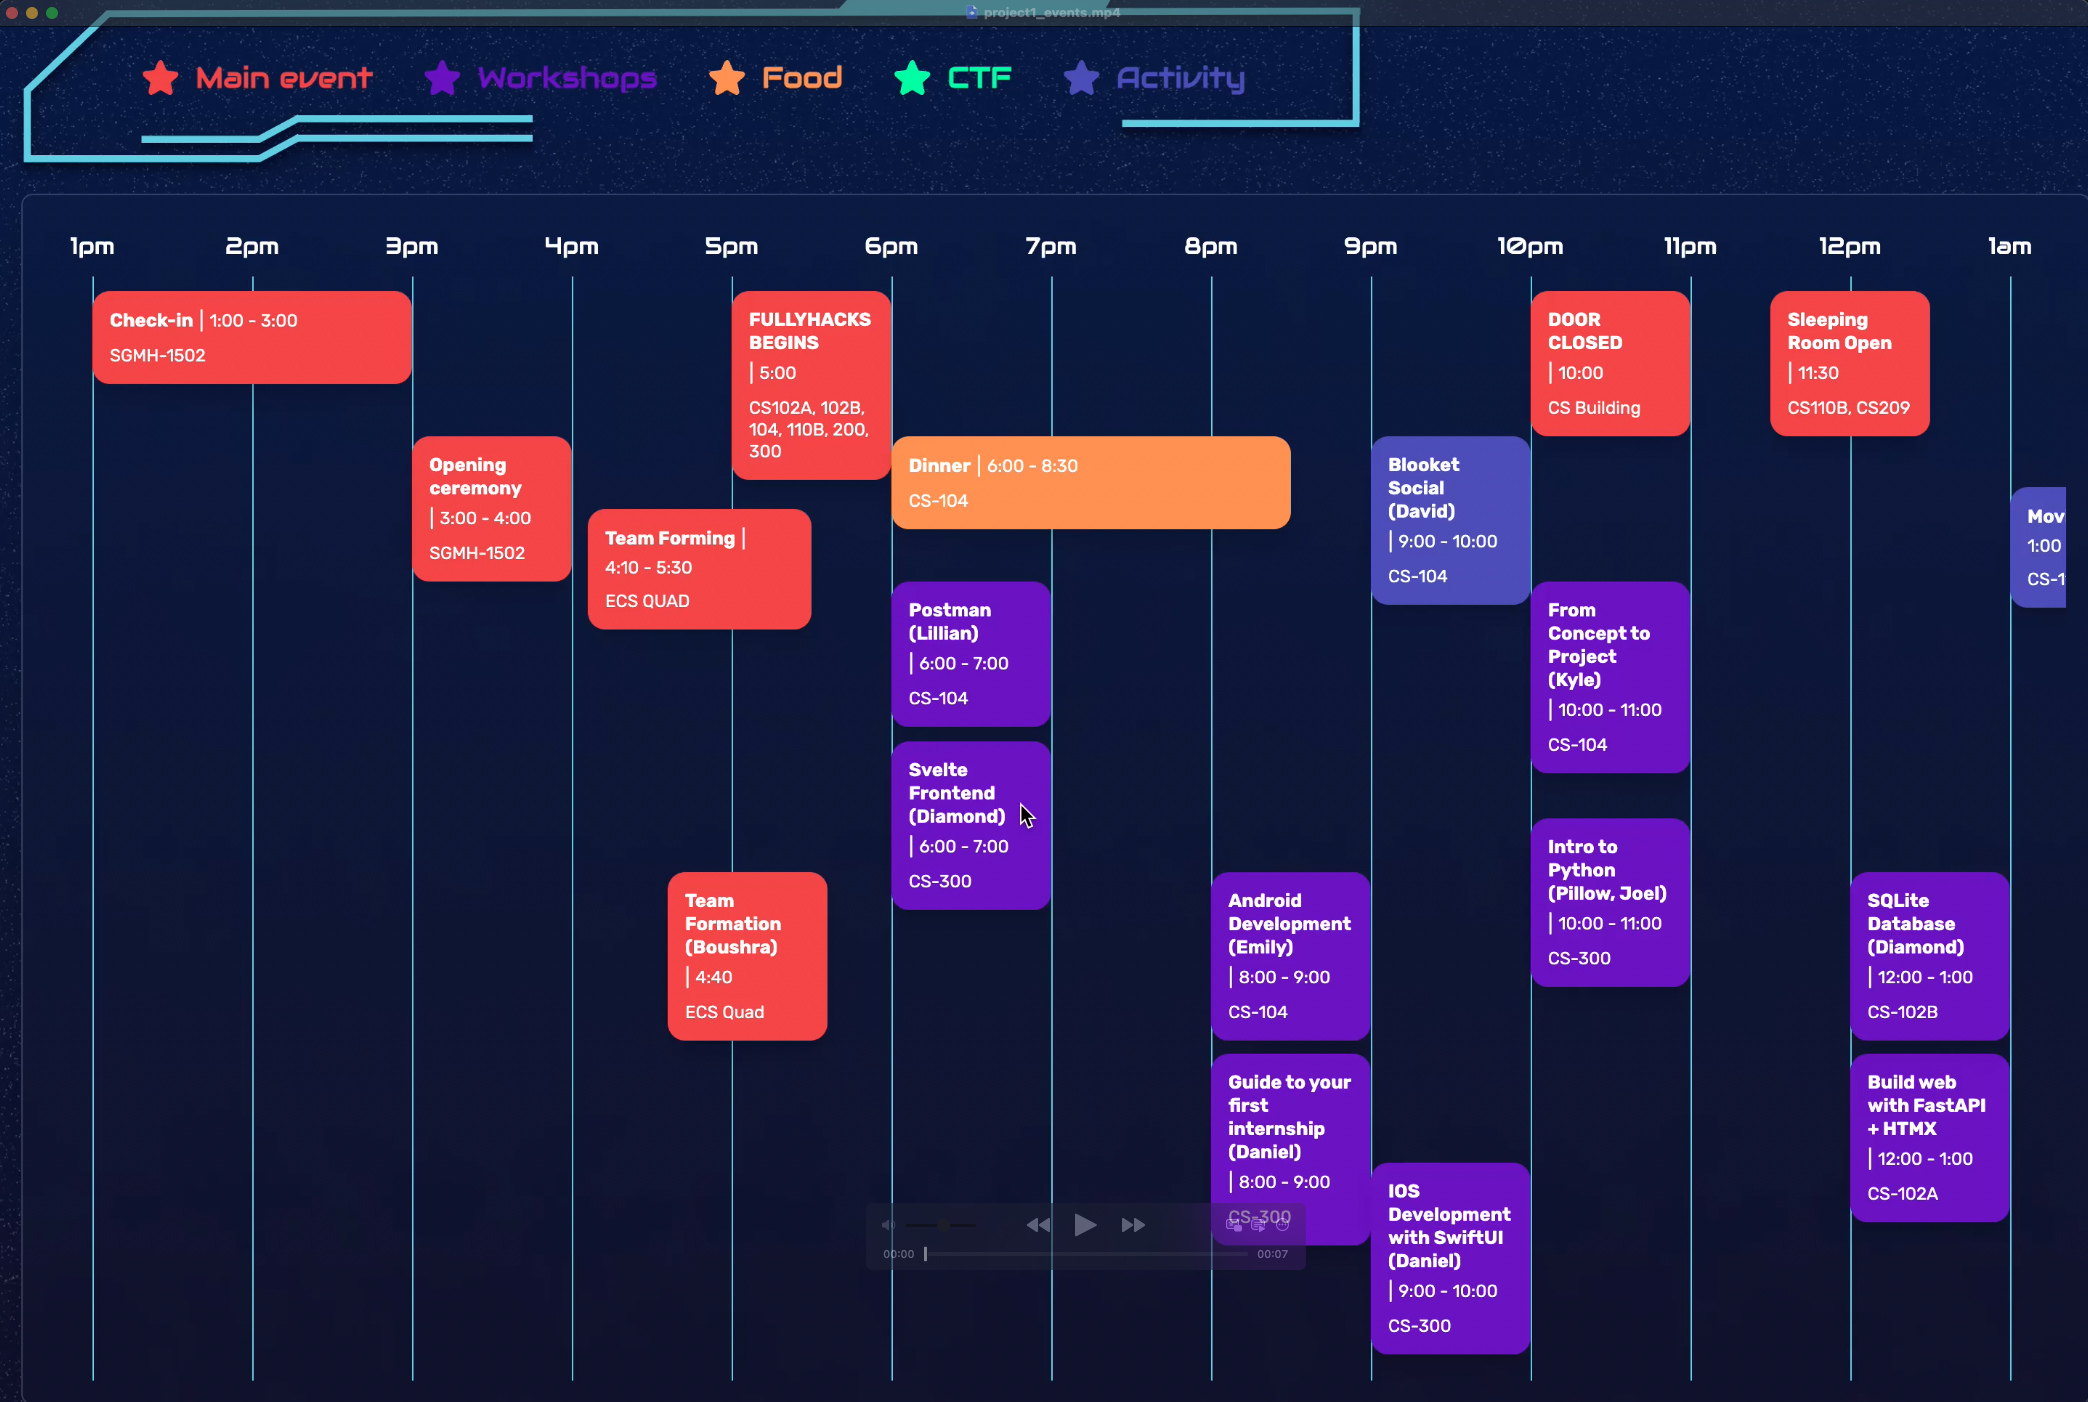 project1_events.mp4
Main event
Workshops
Food
CTF
Activity
1pm
2pm
3pm
4pm
5pm
6pm
7pm
8pm
9pm
10pm
11pm
12pm
1am
Check-in | 1:00 - 3:00
SGMH-1502
Opening
ceremony
| 3:00 - 4:00
SGMH-1502
Team Forming |
4:10 - 5:30
ECS QUAD
Team
Formation
(Boushra)
| 4:40
ECS Quad
FULLYHACKS
BEGINS
| 5:00
CS102A, 102B,
104, 110B, 200,
300
Dinner | 6:00 - 8:30
CS-104
Postman
(Lillian)
| 6:00 - 7:00
CS-104
Svelte
Frontend
(Diamond)
| 6:00 - 7:00
CS-300
Android
Development
(Emily)
| 8:00 - 9:00
CS-104
Guide to your
first
internship
(Daniel)
| 8:00 - 9:00
CS-300
Blooket
Social
(David)
| 9:00 - 10:00
CS-104
IOS
Development
with SwiftUI
(Daniel)
| 9:00 - 10:00
CS-300
DOOR
CLOSED
| 10:00
CS Building
From
Concept to
Project
(Kyle)
| 10:00 - 11:00
CS-104
Intro to
Python
(Pillow, Joel)
| 10:00 - 11:00
CS-300
Sleeping
Room Open
| 11:30
CS110B, CS209
SQLite
Database
(Diamond)
| 12:00 - 1:00
CS-102B
Build web
with FastAPI
+ HTMX
| 12:00 - 1:00
CS-102A
Mov
1:00
CS-1
00:00
00:07